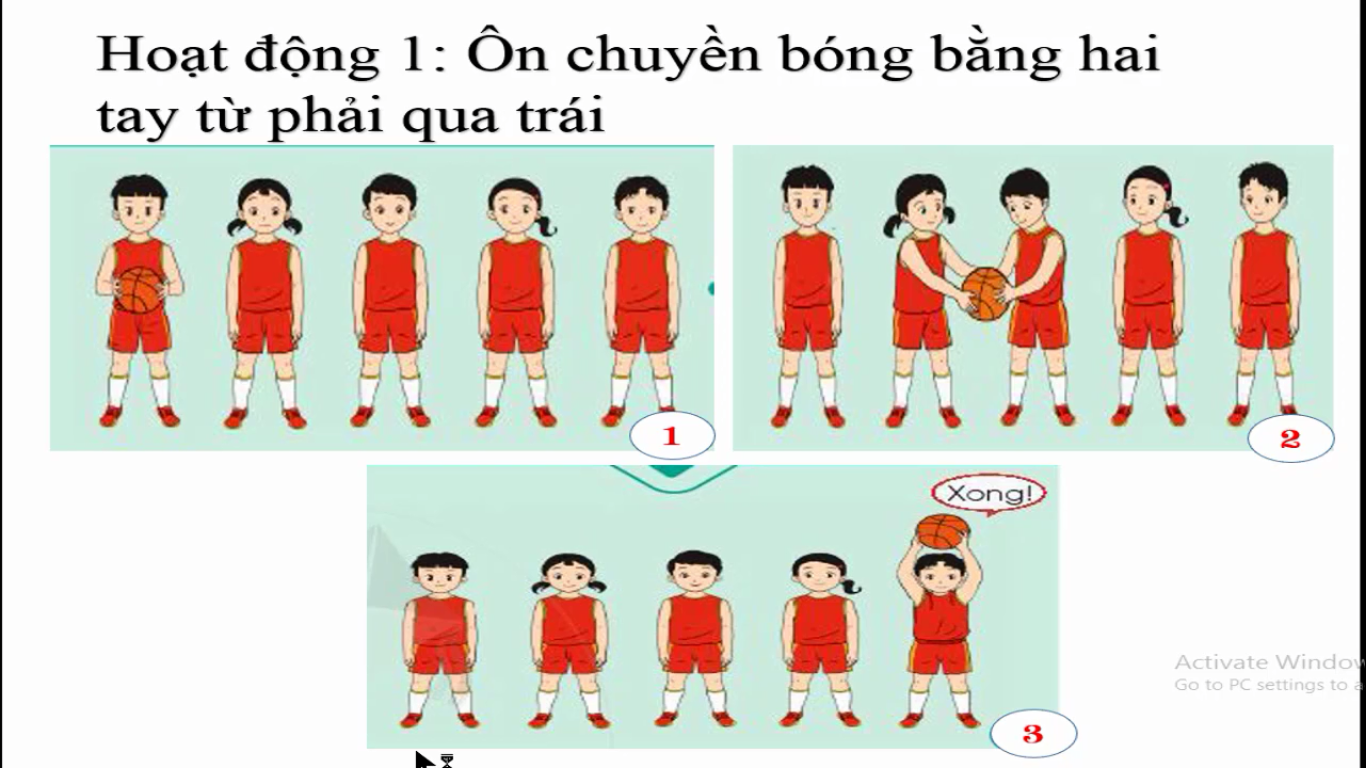 Hoạt động 1: Ôn chuyền bóng bằng hai
tay từ phải qua trái
1
2
Xong!
3
Activate Window
Go to PC settings to a